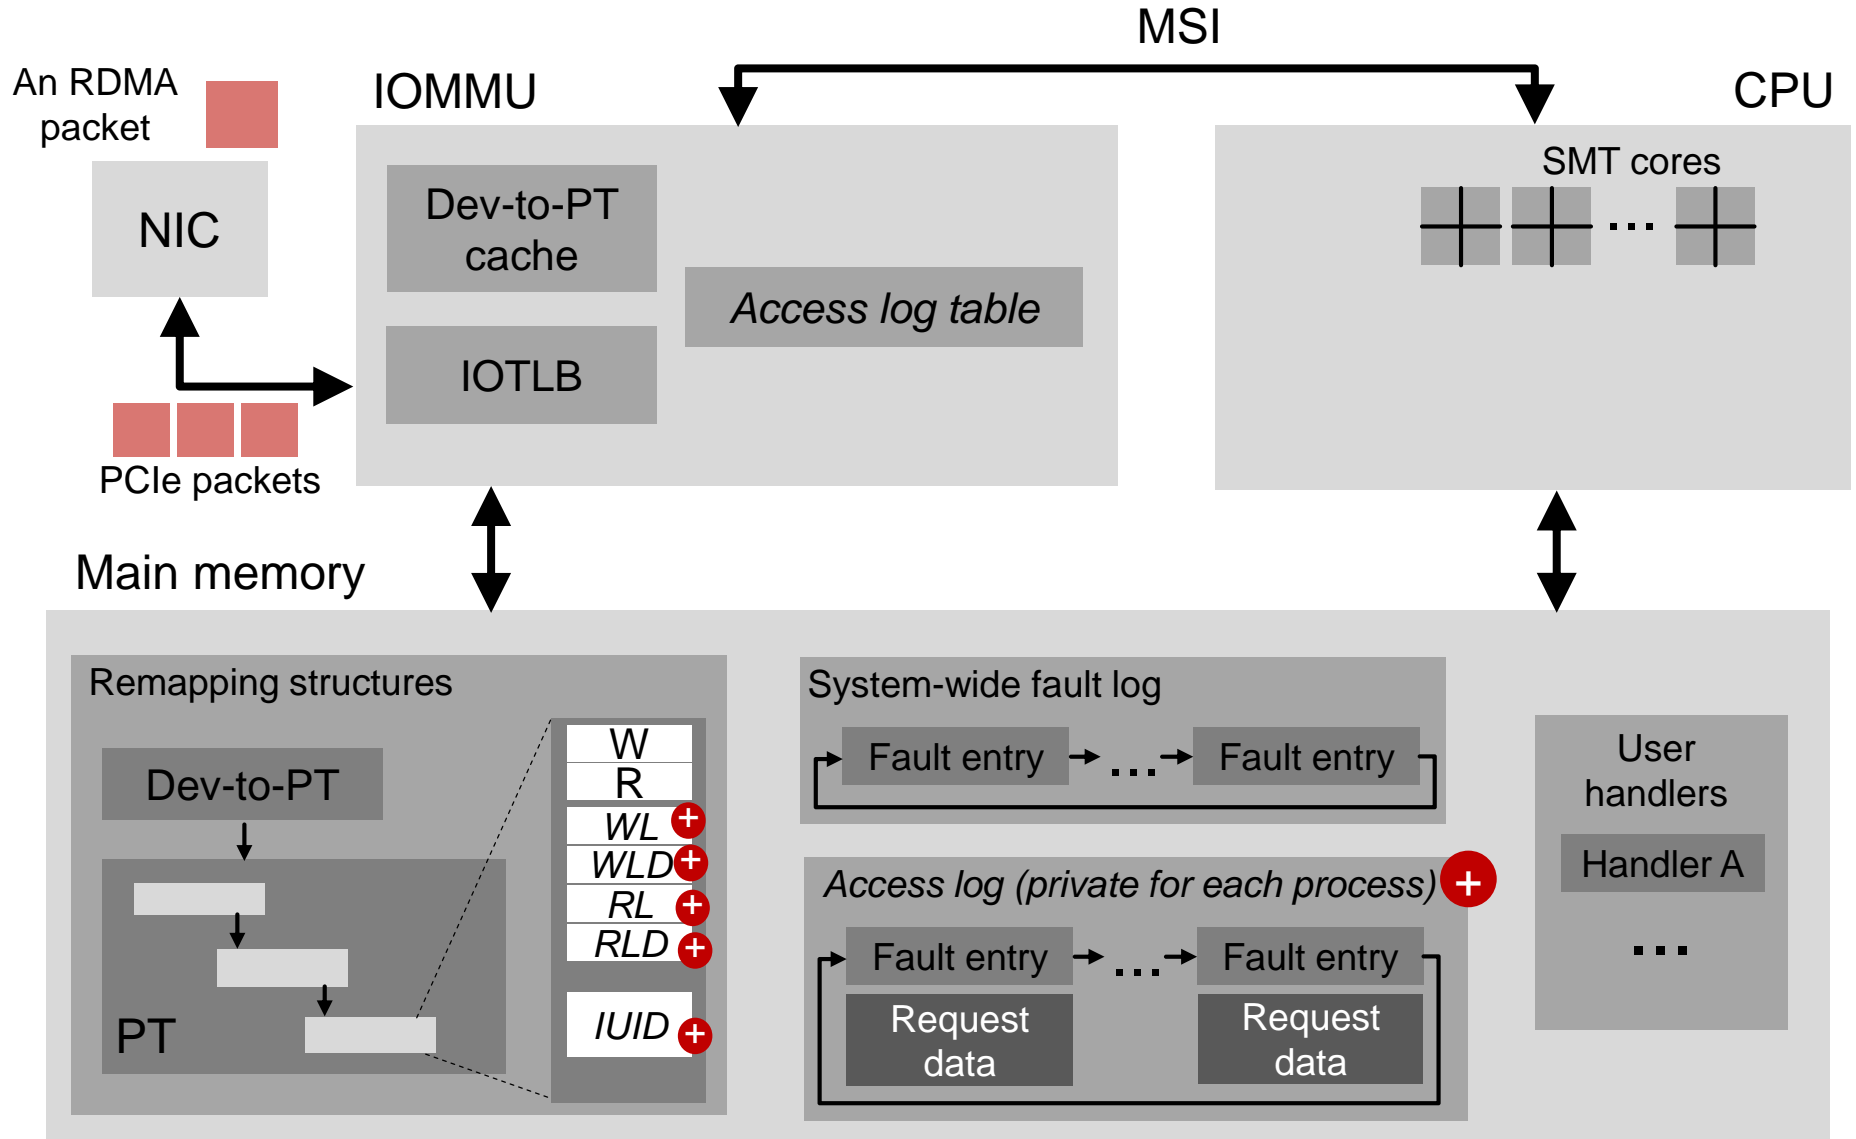 MSI
An RDMA
packet
IOMMU
CPU
NIC
Dev-to-PT
cache
Access log table
IOTLB
SMT cores
...
PCIe packets
Main memory
Remapping structures
Dev-to-PT
PT
W
R
WL +
WLD +
RL +
RLD +
IUID +
System-wide fault log
Fault entry ... Fault entry
Access log (private for each process) +
Fault entry ... Fault entry
Request
data
Request
data
User
handlers
Handler A
...